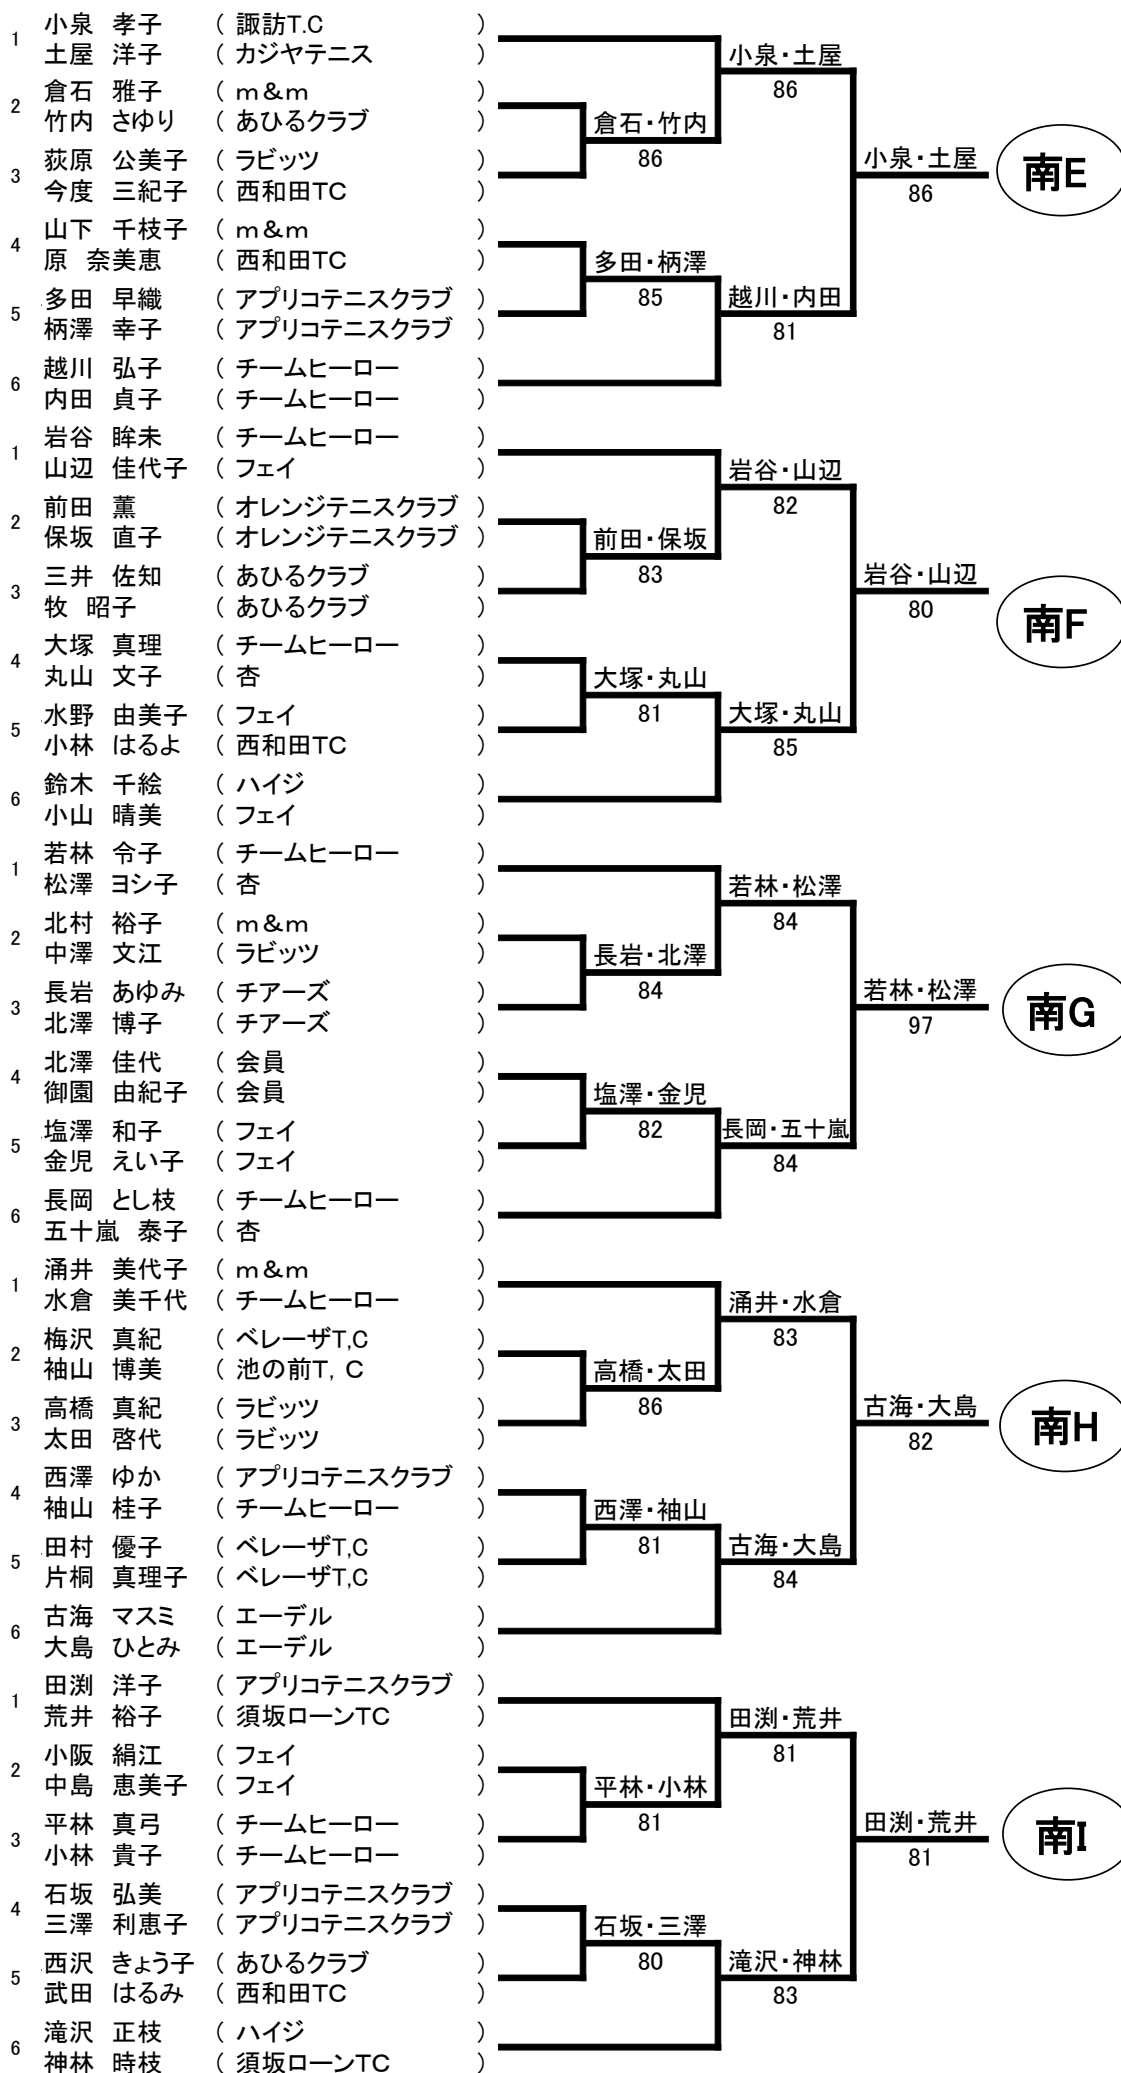 1
小泉 孝子 ( 諏訪T.C )
土屋 洋子 ( カジヤテニス )
2
倉石 雅子 ( m&m )
竹内 さゆり ( あひるクラブ )
3
荻原 公美子 ( ラビッツ )
今度 三紀子 ( 西和田TC )
4
山下 千枝子 ( m&m )
原 奈美恵 ( 西和田TC )
5
多田 早織 ( アプリコテニスクラブ )
柄澤 幸子 ( アプリコテニスクラブ )
6
越川 弘子 ( チームヒーロー )
内田 貞子 ( チームヒーロー )
倉石・竹内
86
多田・柄澤
85
小泉・土屋
86
越川・内田
81
小泉・土屋
86
南E
1
岩谷 眸未 ( チームヒーロー )
山辺 佳代子 ( フェイ )
2
前田 薫 ( オレンジテニスクラブ )
保坂 直子 ( オレンジテニスクラブ )
3
三井 佐知 ( あひるクラブ )
牧 昭子 ( あひるクラブ )
4
大塚 真理 ( チームヒーロー )
丸山 文子 ( 杏 )
5
水野 由美子 ( フェイ )
小林 はるよ ( 西和田TC )
6
鈴木 千絵 ( ハイジ )
小山 晴美 ( フェイ )
前田・保坂
83
大塚・丸山
81
岩谷・山辺
82
大塚・丸山
85
岩谷・山辺
80
南F
1
若林 令子 ( チームヒーロー )
松澤 ヨシ子 ( 杏 )
2
北村 裕子 ( m&m )
中澤 文江 ( ラビッツ )
3
長岩 あゆみ ( チアーズ )
北澤 博子 ( チアーズ )
4
北澤 佳代 ( 会員 )
御園 由紀子 ( 会員 )
5
塩澤 和子 ( フェイ )
金児 えい子 ( フェイ )
6
長岡 とし枝 ( チームヒーロー )
五十嵐 泰子 ( 杏 )
長岩・北澤
84
塩澤・金児
82
若林・松澤
84
長岡・五十嵐
84
若林・松澤
97
南G
1
涌井 美代子 ( m&m )
水倉 美千代 ( チームヒーロー )
2
梅沢 真紀 ( ベレーザT,C )
袖山 博美 ( 池の前T, C )
3
高橋 真紀 ( ラビッツ )
太田 啓代 ( ラビッツ )
4
西澤 ゆか ( アプリコテニスクラブ )
袖山 桂子 ( チームヒーロー )
5
田村 優子 ( ベレーザT,C )
片桐 真理子 ( ベレーザT,C )
6
古海 マスミ ( エーデル )
大島 ひとみ ( エーデル )
高橋・太田
86
西澤・袖山
81
涌井・水倉
83
古海・大島
84
古海・大島
82
南H
1
田渕 洋子 ( アプリコテニスクラブ )
荒井 裕子 ( 須坂ローンTC )
2
小阪 絹江 ( フェイ )
中島 恵美子 ( フェイ )
3
平林 真弓 ( チームヒーロー )
小林 貴子 ( チームヒーロー )
4
石坂 弘美 ( アプリコテニスクラブ )
三澤 利恵子 ( アプリコテニスクラブ )
5
西沢 きょう子 ( あひるクラブ )
武田 はるみ ( 西和田TC )
6
滝沢 正枝 ( ハイジ )
神林 時枝 ( 須坂ローンTC )
平林・小林
81
石坂・三澤
80
田渕・荒井
81
滝沢・神林
83
田渕・荒井
81
南I